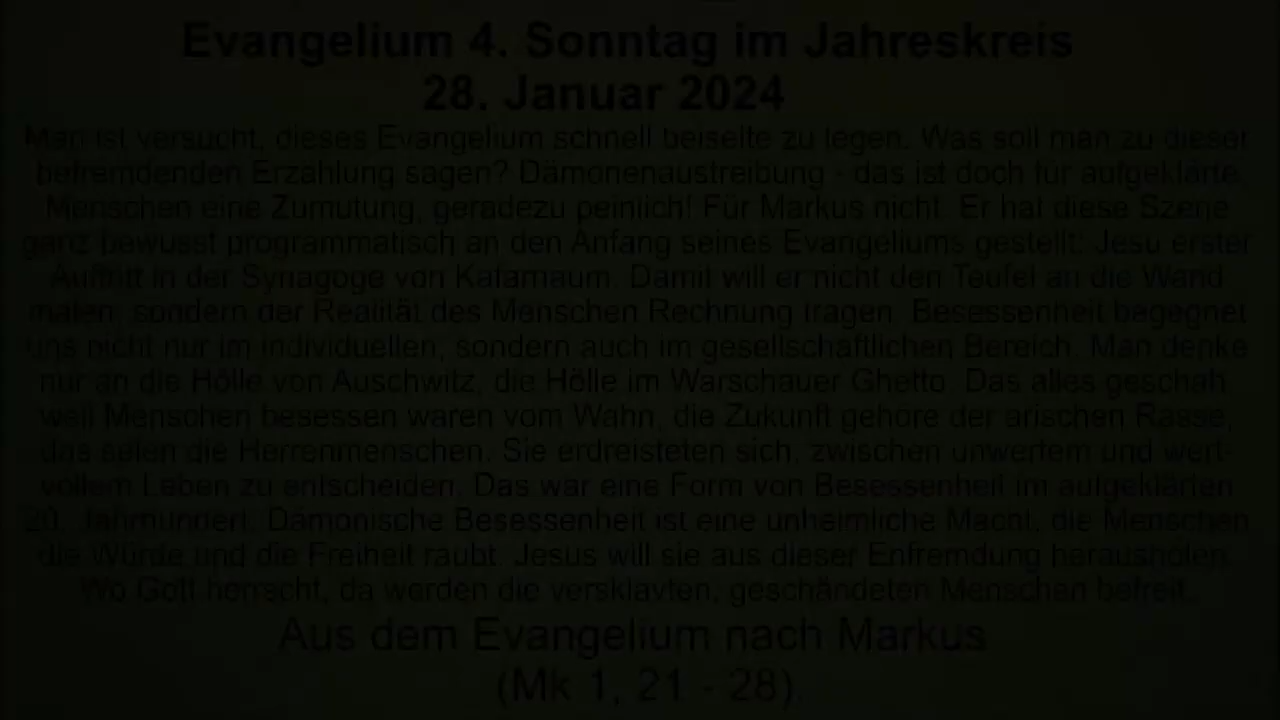 Evangelium 4. Sonntag im Jahreskreis
28. Januar 2024
Man ist versucht, dieses Evangelium schnell beiseite zu legen. Was soll man zu dieser
befremdenden Erzählung sagen? Dämonenaustreibung - das ist doch für aufgeklärte
Menschen eine Zumutung, geradezu peinlich! Für Markus nicht. Er hat diese Szene
ganz bewusst programmatisch an den Anfang seines Evangeliums gestellt: Jesu erster
Auftritt in der Synagoge von Kafarnaum. Damit will er nicht den Teufel an die Wand
malen, sondern der Realität des Menschen Rechnung tragen. Besessenheit begegnet
uns nicht nur im individuellen, sondern auch im gesellschaftlichen Bereich. Man denke
nur an die Hölle von Auschwitz, die Hölle im Warschauer Ghetto. Das alles geschah,
weil Menschen besessen waren vom Wahn, die Zukunft gehöre der arischen Rasse,
das seien die Herrenmenschen. Sie erdreisteten sich, zwischen unwertem und wert-
vollem Leben zu entscheiden. Das war eine Form von Besessenheit im aufgeklärten
20. Jahrhundert. Dämonische Besessenheit ist eine unheimliche Macht, die Menschen
die Würde und die Freiheit raubt. Jesus will sie aus dieser Entfremdung herausholen.
Wo Gott herrscht, da werden die versklavten, geschändeten Menschen befreit.
Aus dem Evangelium nach Markus
(Mk 1, 21 - 28)